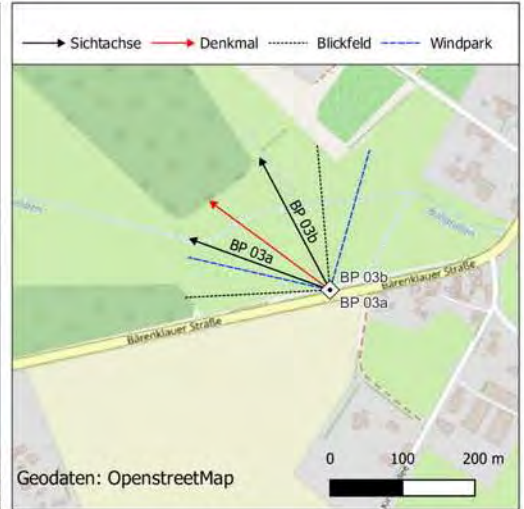 Sichtachse Denkmal Blickfeld Windpark
BP 03b
BP 03a
BP 03b
BP 03a
Bärenklauer Straße
Bärenklauer Straße
0 100 200 m
Geodaten: OpenstreetMap